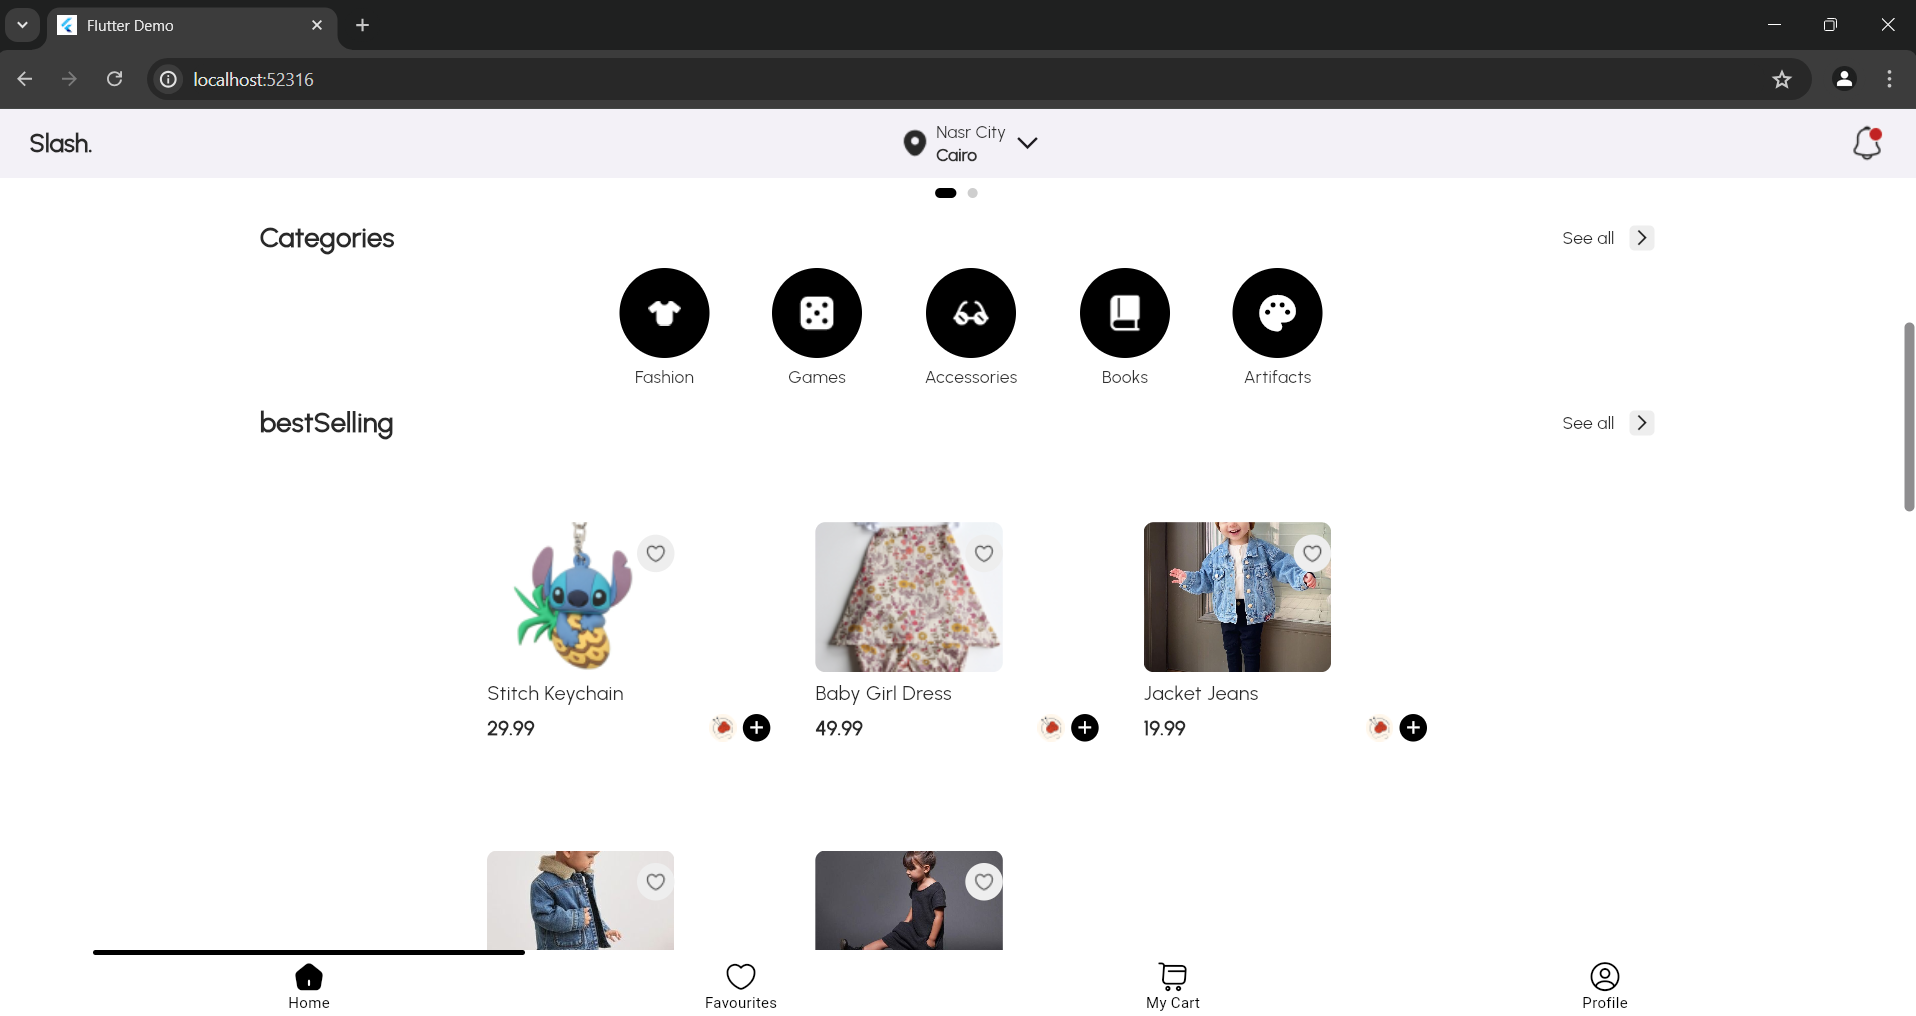 Flutter Demo
localhost:52316
Slash.
Nasr City
Cairo
Categories
See all
Fashion
Games
Accessories
Books
Artifacts
bestSelling
See all
Stitch Keychain
Baby Girl Dress
Jacket Jeans
29.99
49.99
19.99
Home
Favourites
My Cart
Profile